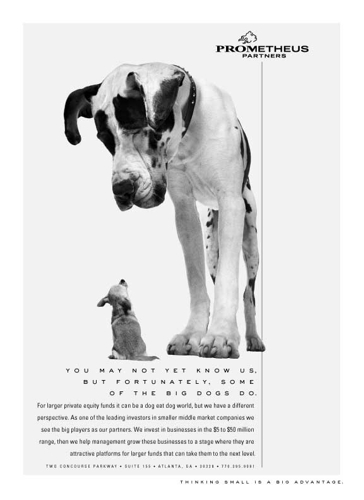 PROMETHEUS
PARTNERS
YOU MAY NOT YET KNOW US,
BUT FORTUNATELY, SOME
OF THE BIG DOGS DO.
For larger private equity funds it can be a dog eat dog world, but we have a different
perspective. As one of the leading investors in smaller middle market companies we
see the big players as our partners. We invest in businesses in the $5 to $50 million
range, then we help management grow these businesses to a stage where they are
attractive platforms for larger funds that can take them to the next level.
TWO CONCOURSE PARKWAY • SUITE 155 • ATLANTA, GA • 30328 •
THINKING SMALL IS A BIG ADVANTAGE.